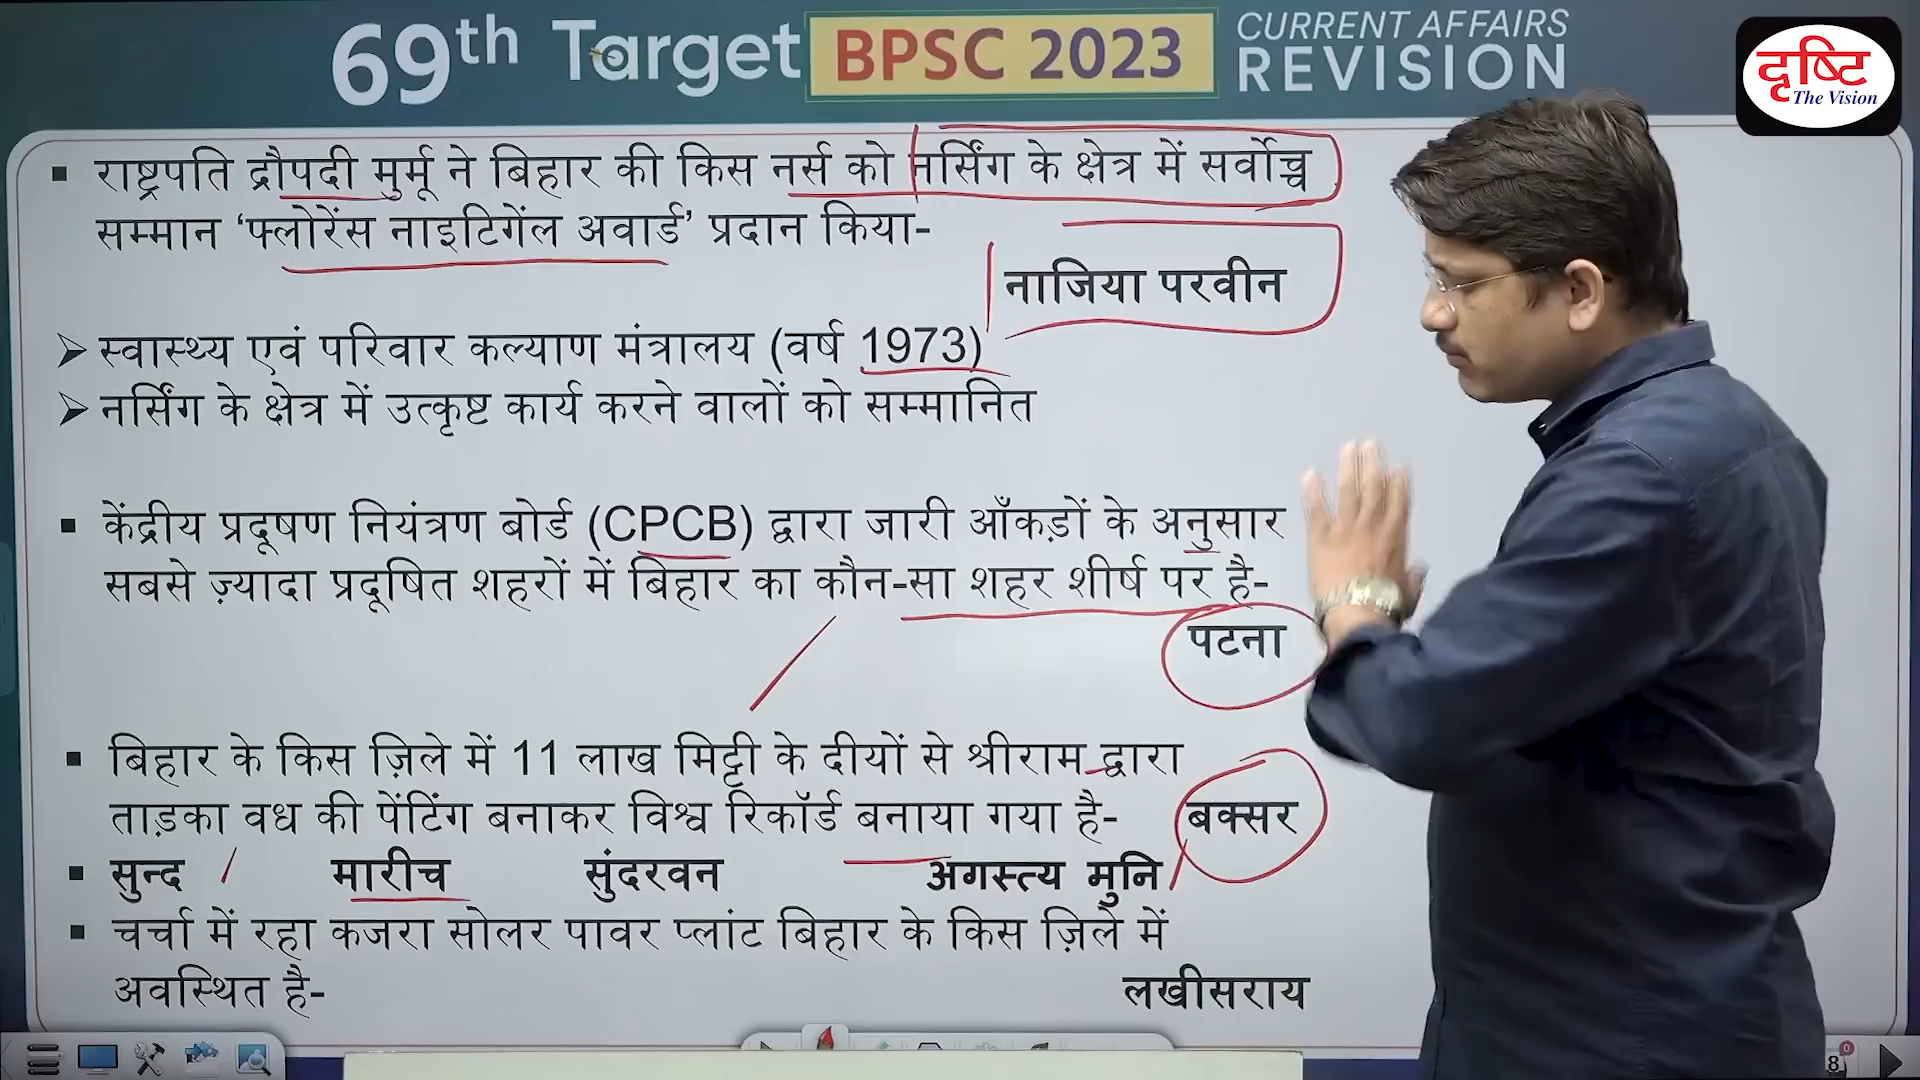 69th Target BPSC 2023 CURRENT AFFAIRS REVISION
दृष्टि
The Vision
▪ राष्ट्रपति द्रौपदी मुर्मू ने बिहार की किस नर्स को नर्सिंग के क्षेत्र में सर्वोच्च
सम्मान ‘फ्लोरेंस नाइटिंगेल अवार्ड’ प्रदान किया-
नाजिया परवीन
➢ स्वास्थ्य एवं परिवार कल्याण मंत्रालय (वर्ष 1973)
➢ नर्सिंग के क्षेत्र में उत्कृष्ट कार्य करने वालों को सम्मानित
▪ केंद्रीय प्रदूषण नियंत्रण बोर्ड (CPCB) द्वारा जारी आँकड़ों के अनुसार
सबसे ज़्यादा प्रदूषित शहरों में बिहार का कौन-सा शहर शीर्ष पर है-
पटना
▪ बिहार के किस ज़िले में 11 लाख मिट्टी के दीयों से श्रीराम द्वारा
ताड़का वध की पेंटिंग बनाकर विश्व रिकॉर्ड बनाया गया है- बक्सर
▪ सुन्द मारीच सुंदरवन अगस्त्य मुनि
▪ चर्चा में रहा कजरा सोलर पावर प्लांट बिहार के किस ज़िले में
अवस्थित है- लखीसराय
8
0